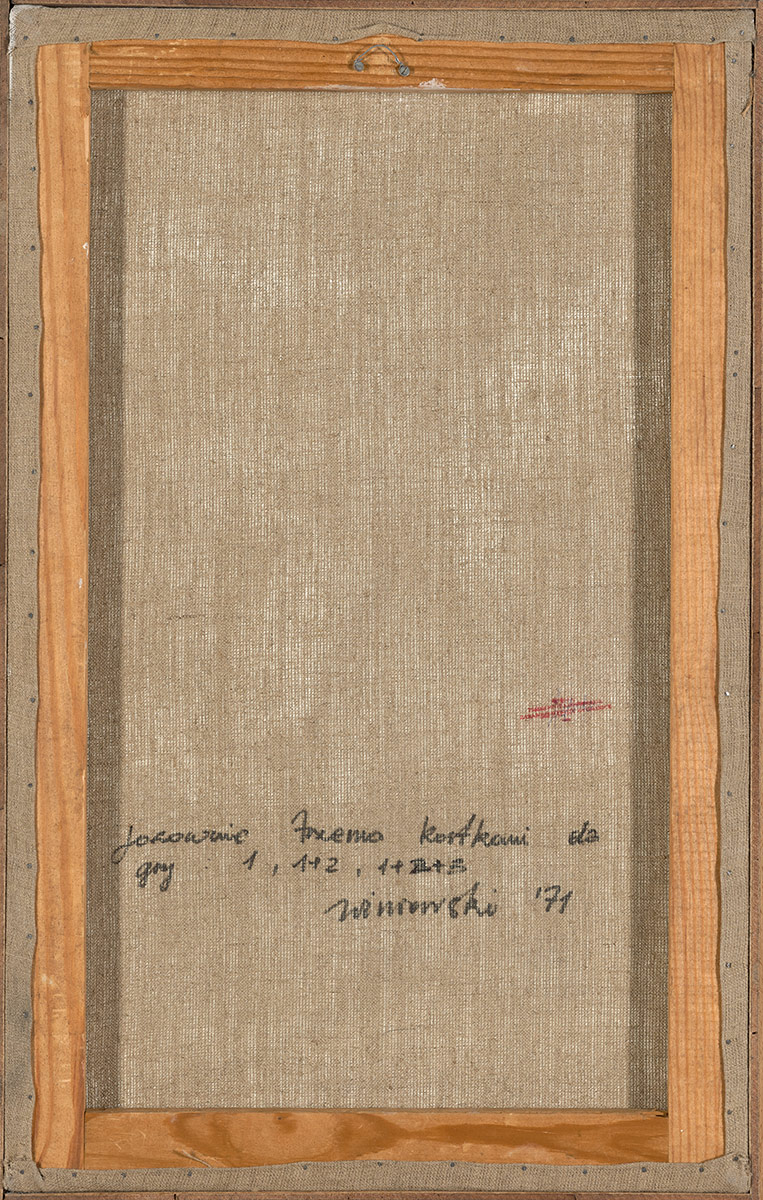 losowanie trzema kostkami do
gry : 1, 1+2, 1+2+3
winiarski '71